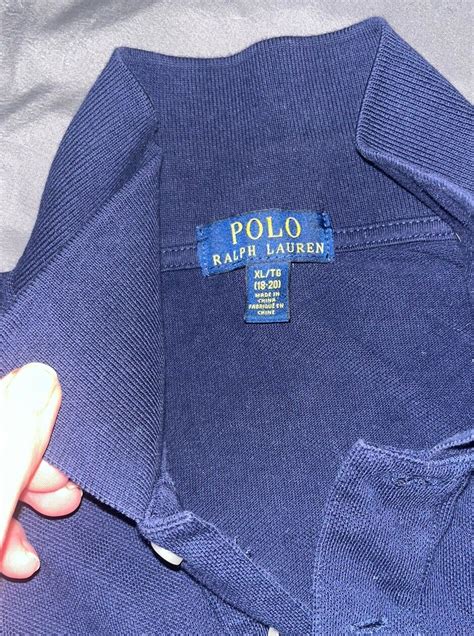 POLO
RALPH LAUREN
XL/TG
(18-20)
MADE IN
CHINA
FABRIQUÉ EN
CHINE